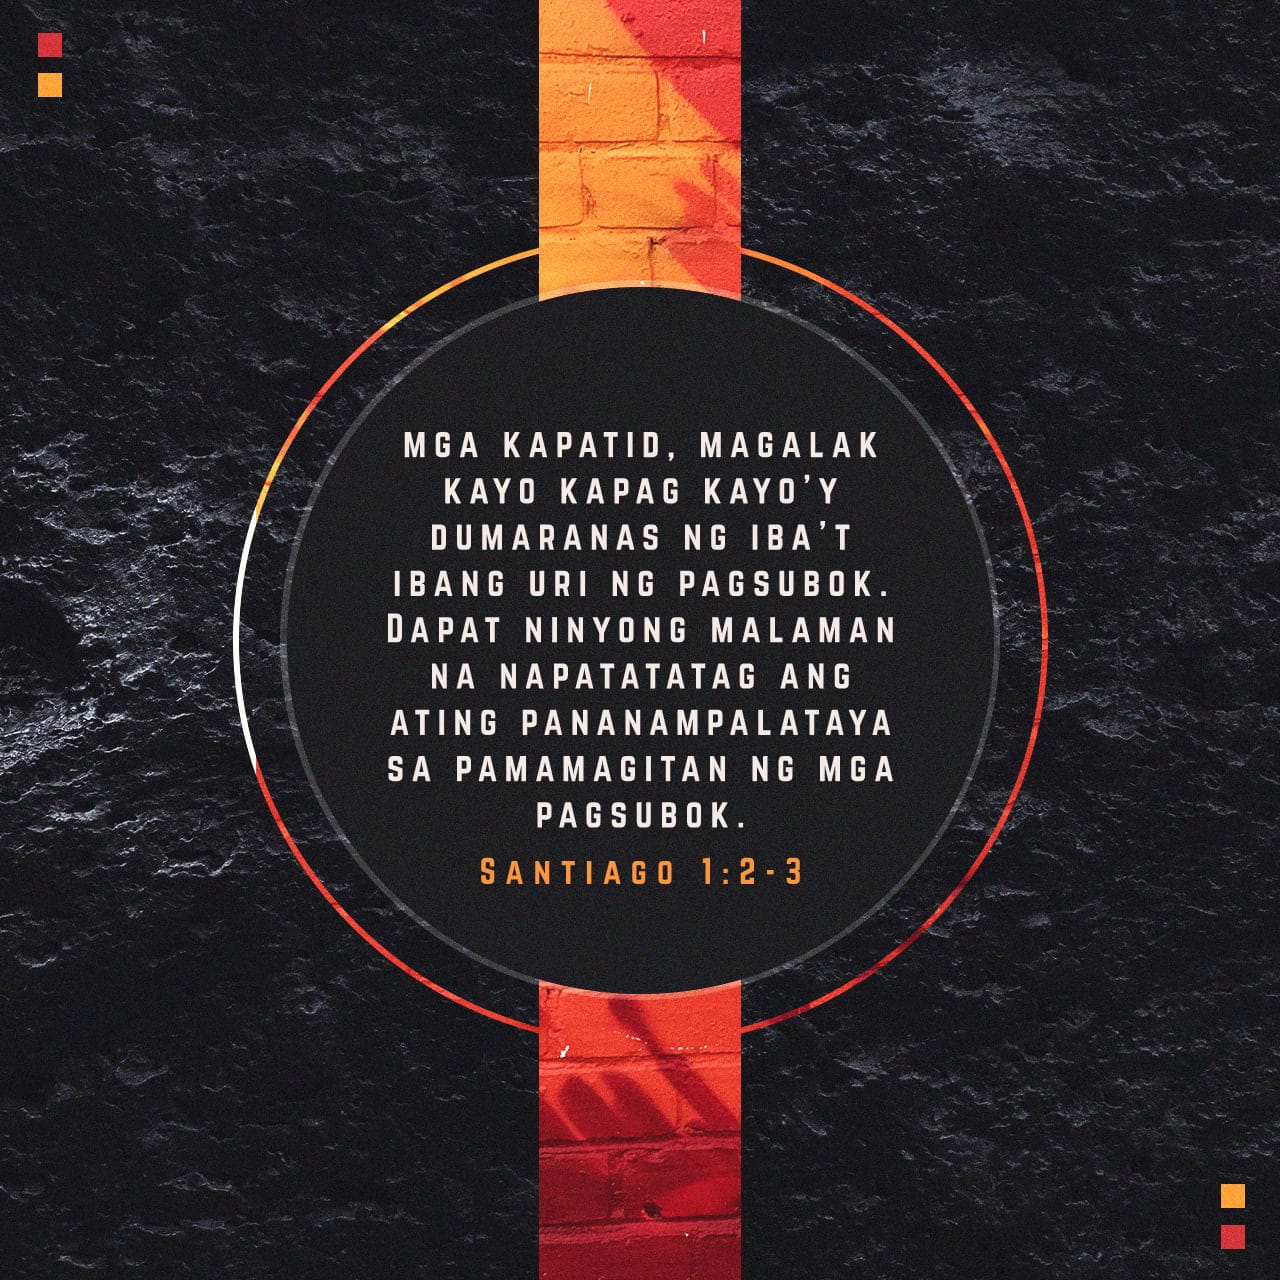 MGA KAPATID, MAGALAK
KAYO KAPAG KAYO'Y
DUMARANAS NG IBA'T
IBANG URI NG PAGSUBOK.
DAPAT NINYONG MALAMAN
NA NAPATATATAG ANG
ATING PANANAMPALATAYA
SA PAMAMAGITAN NG MGA
PAGSUBOK.
SANTIAGO 1:2-3